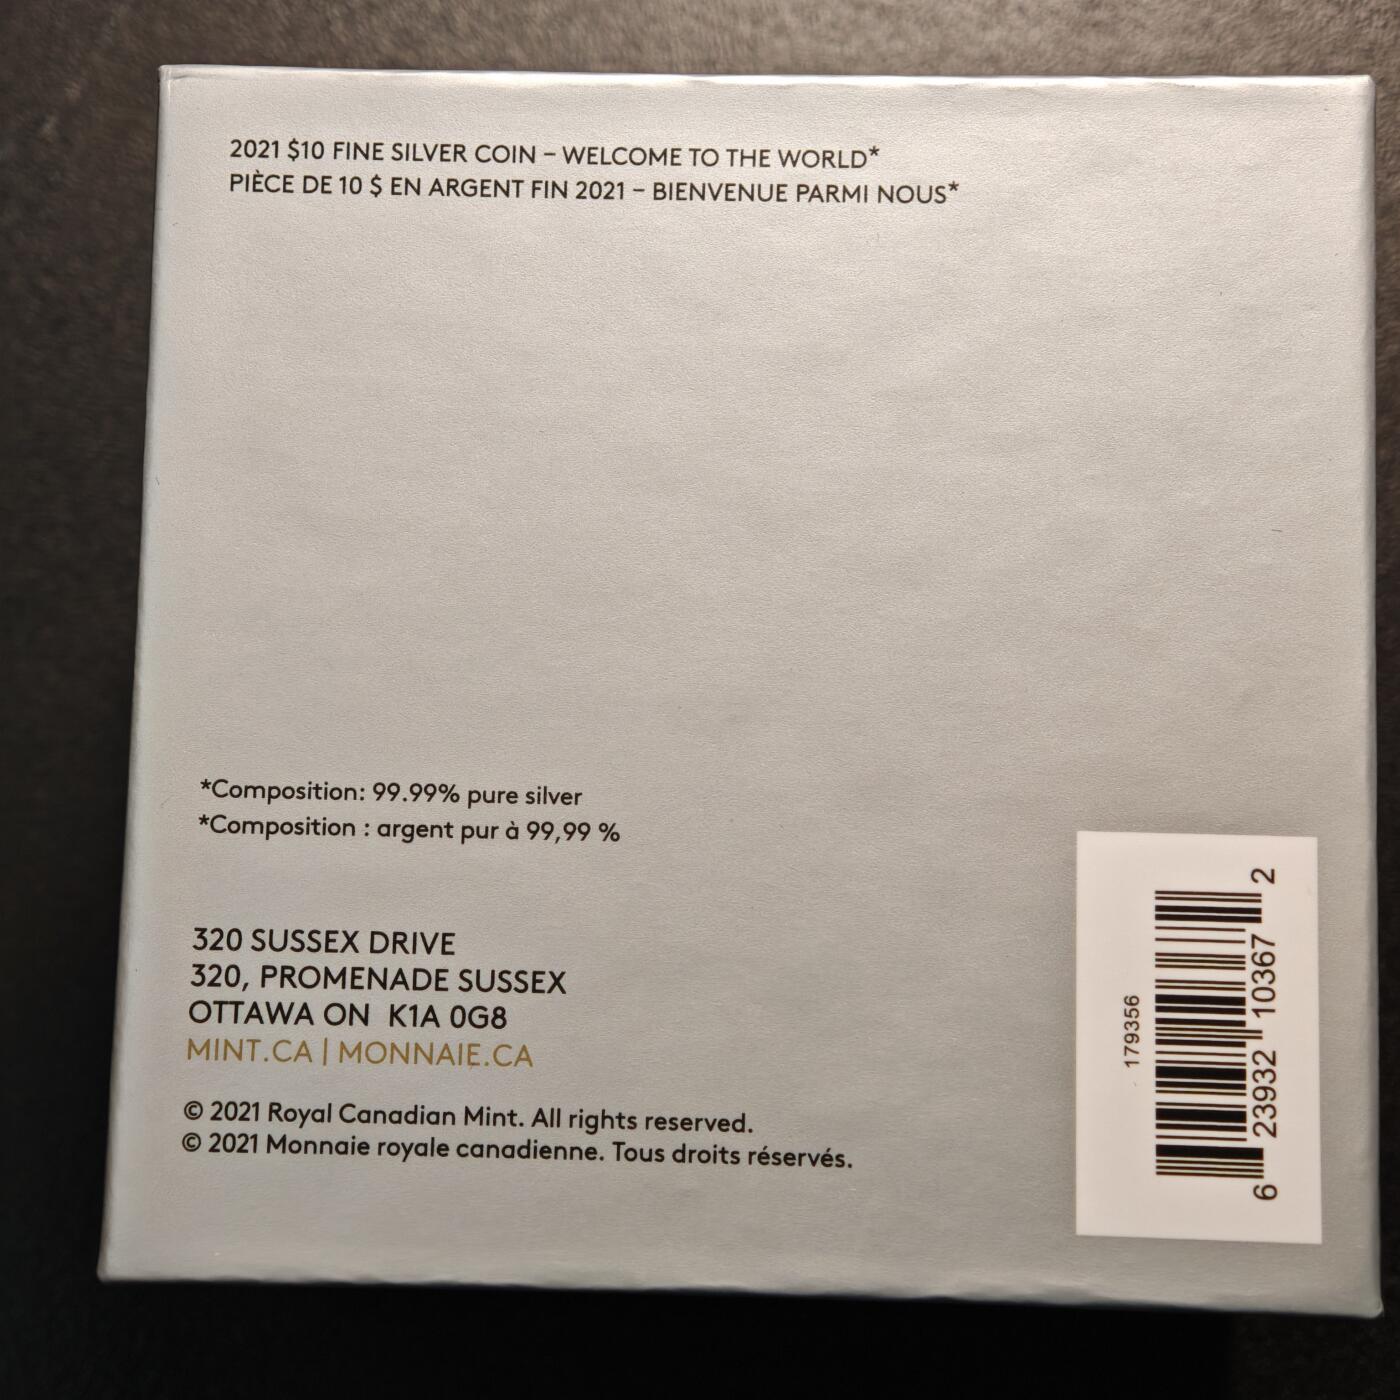 2021 $10 FINE SILVER COIN – WELCOME TO THE WORLD*
PIÈCE DE 10 $ EN ARGENT FIN 2021 – BIENVENUE PARMI NOUS*
*Composition: 99.99% pure silver
*Composition : argent pur à 99,99 %
320 SUSSEX DRIVE
320, PROMENADE SUSSEX
OTTAWA ON  K1A 0G8
MINT.CA | MONNAIE.CA
© 2021 Royal Canadian Mint. All rights reserved.
© 2021 Monnaie royale canadienne. Tous droits réservés.
179356
6 23932 10367 2